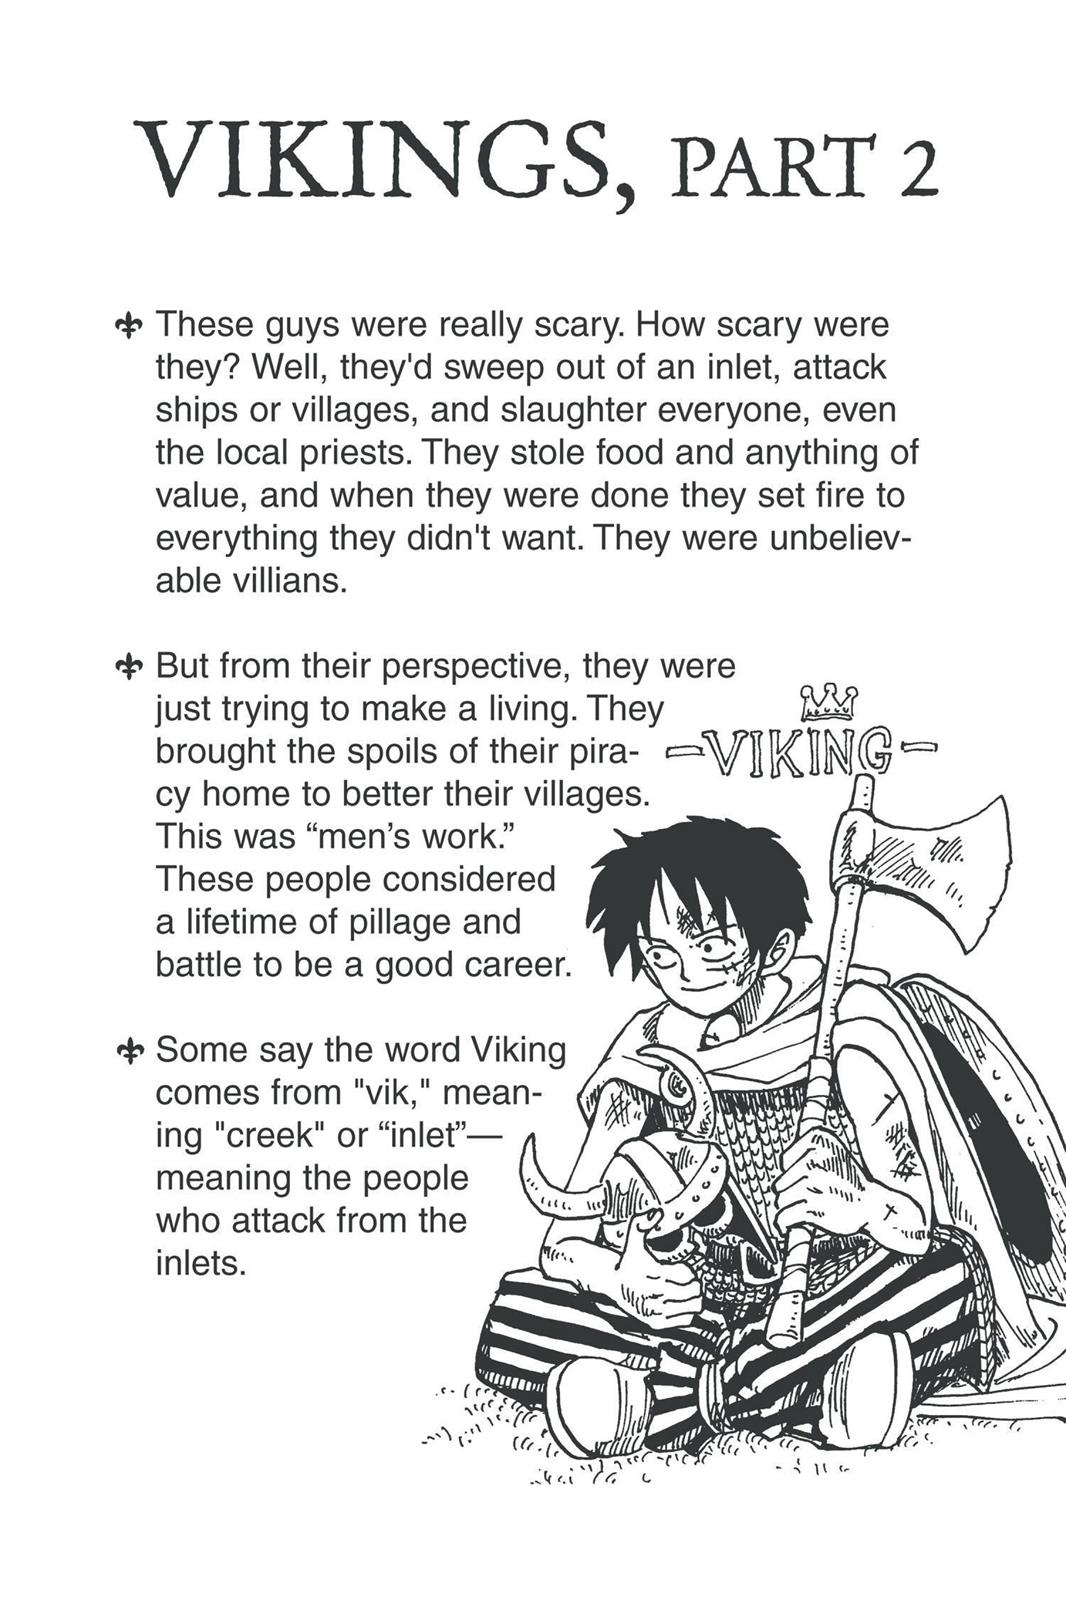 VIKINGS, PART 2
These guys were really scary. How scary were
they? Well, they'd sweep out of an inlet, attack
ships or villages, and slaughter everyone, even
the local priests. They stole food and anything of
value, and when they were done they set fire to
everything they didn't want. They were unbeliev-
able villians.
But from their perspective, they were
just trying to make a living. They
brought the spoils of their pira-
cy home to better their villages.
This was “men’s work.”
These people considered
a lifetime of pillage and
battle to be a good career.
-VIKING-
Some say the word Viking
comes from "vik," mean-
ing "creek" or “inlet”—
meaning the people
who attack from the
inlets.